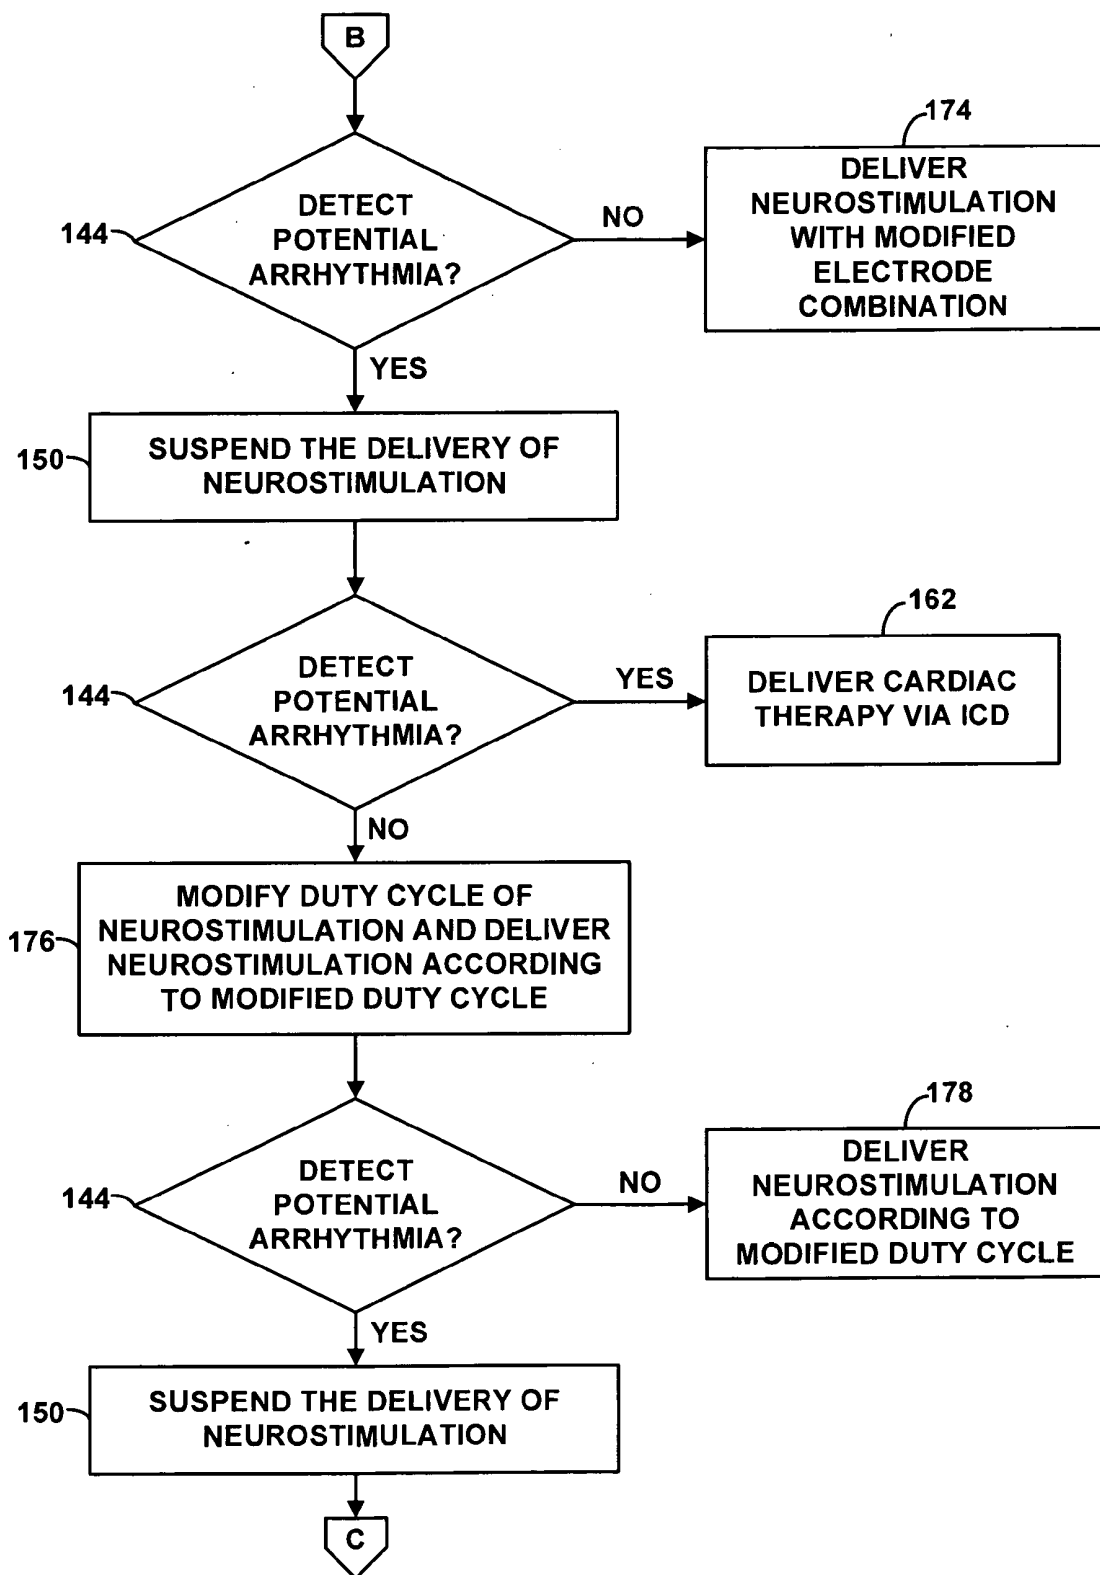 B
144
DETECT
POTENTIAL
ARRHYTHMIA?
NO
174
DELIVER
NEUROSTIMULATION
WITH MODIFIED
ELECTRODE
COMBINATION
YES
150
SUSPEND THE DELIVERY OF
NEUROSTIMULATION
144
DETECT
POTENTIAL
ARRHYTHMIA?
YES
162
DELIVER CARDIAC
THERAPY VIA ICD
NO
176
MODIFY DUTY CYCLE OF
NEUROSTIMULATION AND DELIVER
NEUROSTIMULATION ACCORDING
TO MODIFIED DUTY CYCLE
144
DETECT
POTENTIAL
ARRHYTHMIA?
NO
178
DELIVER
NEUROSTIMULATION
ACCORDING TO
MODIFIED DUTY CYCLE
YES
150
SUSPEND THE DELIVERY OF
NEUROSTIMULATION
C